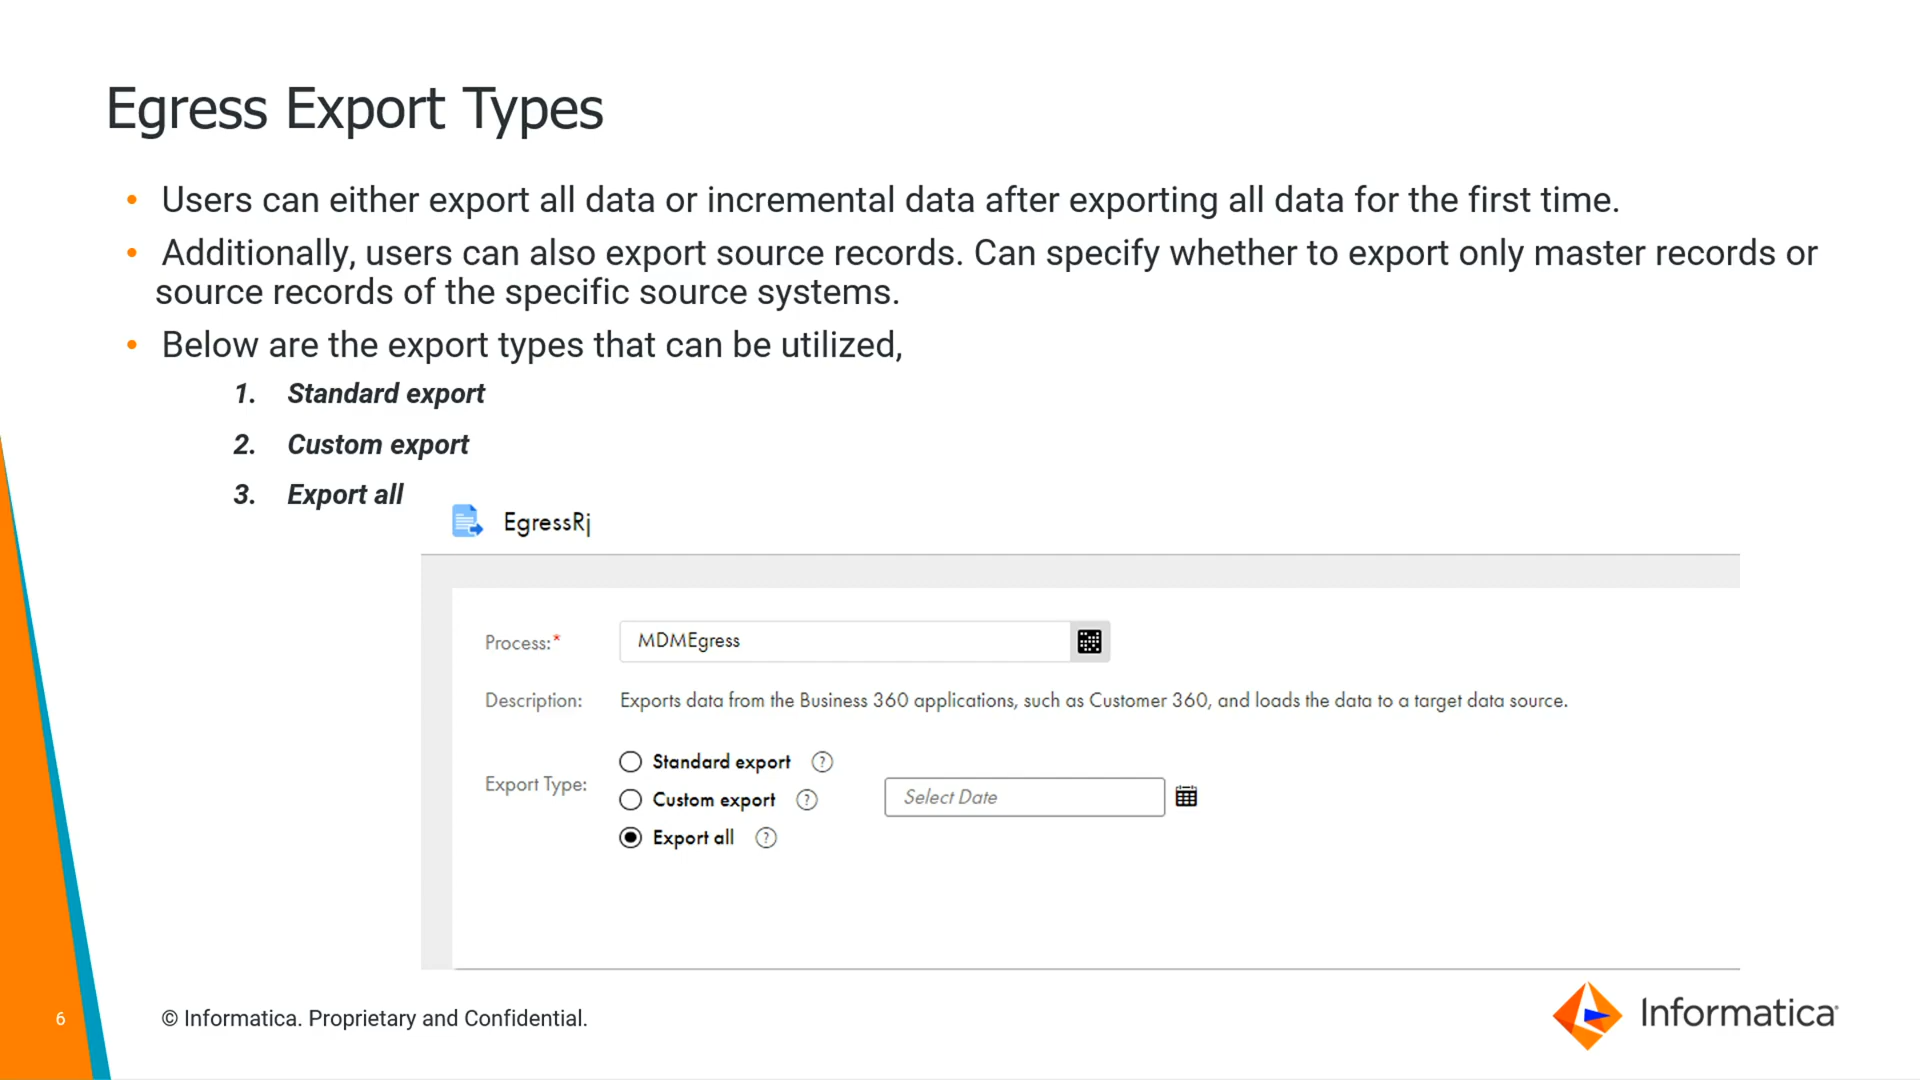 Egress Export Types
• Users can either export all data or incremental data after exporting all data for the first time.
• Additionally, users can also export source records. Can specify whether to export only master records or
source records of the specific source systems.
• Below are the export types that can be utilized,
1. Standard export
2. Custom export
3. Export all
EgressRj
Process:* MDMEgress
Description: Exports data from the Business 360 applications, such as Customer 360, and loads the data to a target data source.
Export Type:
Standard export ?
Custom export ? Select Date
Export all ?
6 © Informatica. Proprietary and Confidential.
Informatica